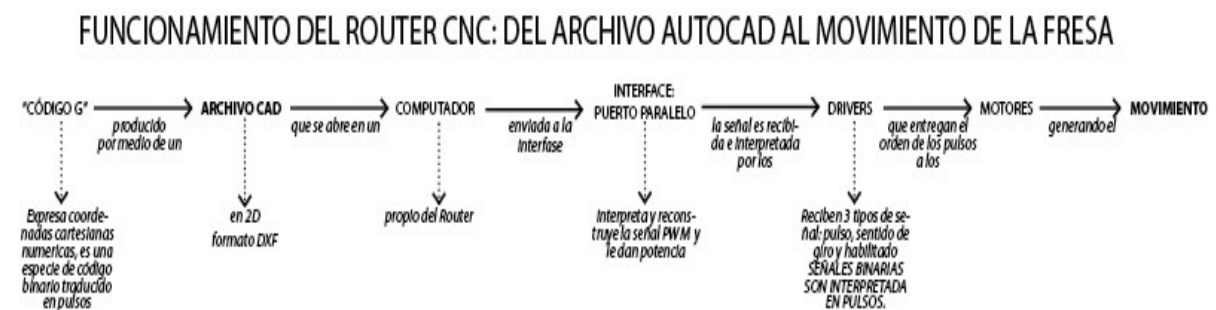 FUNCIONAMIENTO DEL ROUTER CNC: DEL ARCHIVO AUTOCAD AL MOVIMIENTO DE LA FRESA
"CÓDIGO G"
producido
por medio de un
ARCHIVO CAD
que se abre en un
COMPUTADOR
enviada a la
Interfase
INTERFACE:
PUERTO PARALELO
la señal es recibi-
da e Interpretada
por los
DRIVERS
que entregan el
orden de los pulsos
a los
MOTORES
generando el
MOVIMIENTO
Expresa coorde-
nadas cartesianas
numericas, es una
especie de código
binario traducido
en pulsos
en 2D
formato DXF
propio del Router
Interpreta y recons-
truye la señal PWM y
le dan potencia
Reciben 3 tipos de se-
ñal: pulso, sentido de
giro y habilitado
SEÑALES BINARIAS
SON INTERPRETADA
EN PULSOS.